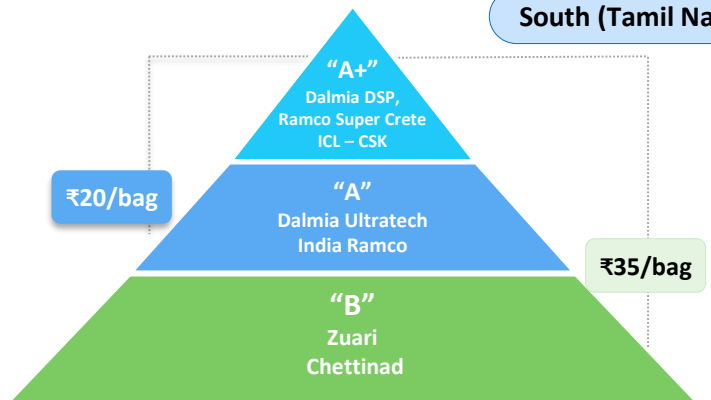 South (Tamil Na
“A+”
Dalmia DSP,
Ramco Super Crete
ICL – CSK
₹20/bag
“A”
Dalmia Ultratech
India Ramco
₹35/bag
“B”
Zuari
Chettinad